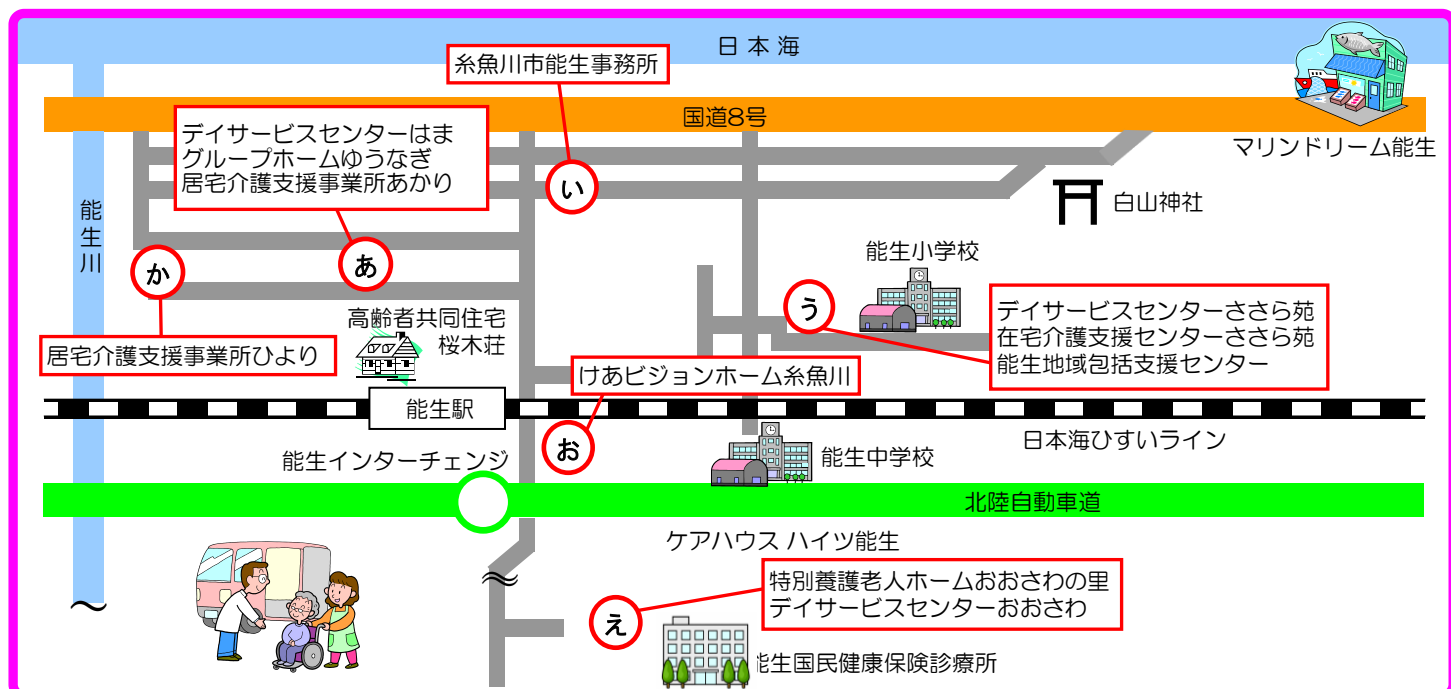 日本海
糸魚川市能生事務所
国道8号
マリンドリーム能生
デイサービスセンターはま
グループホームゆうなぎ
居宅介護支援事業所あかり
い
白山神社
能生川
能生小学校
か
あ
う
デイサービスセンターささら苑
在宅介護支援センターささら苑
能生地域包括支援センター
高齢者共同住宅
桜木荘
居宅介護支援事業所ひより
けあビジョンホーム糸魚川
能生駅
日本海ひすいライン
お
能生中学校
能生インターチェンジ
北陸自動車道
ケアハウス ハイツ能生
特別養護老人ホームおおさわの里
デイサービスセンターおおさわ
え
能生国民健康保険診療所